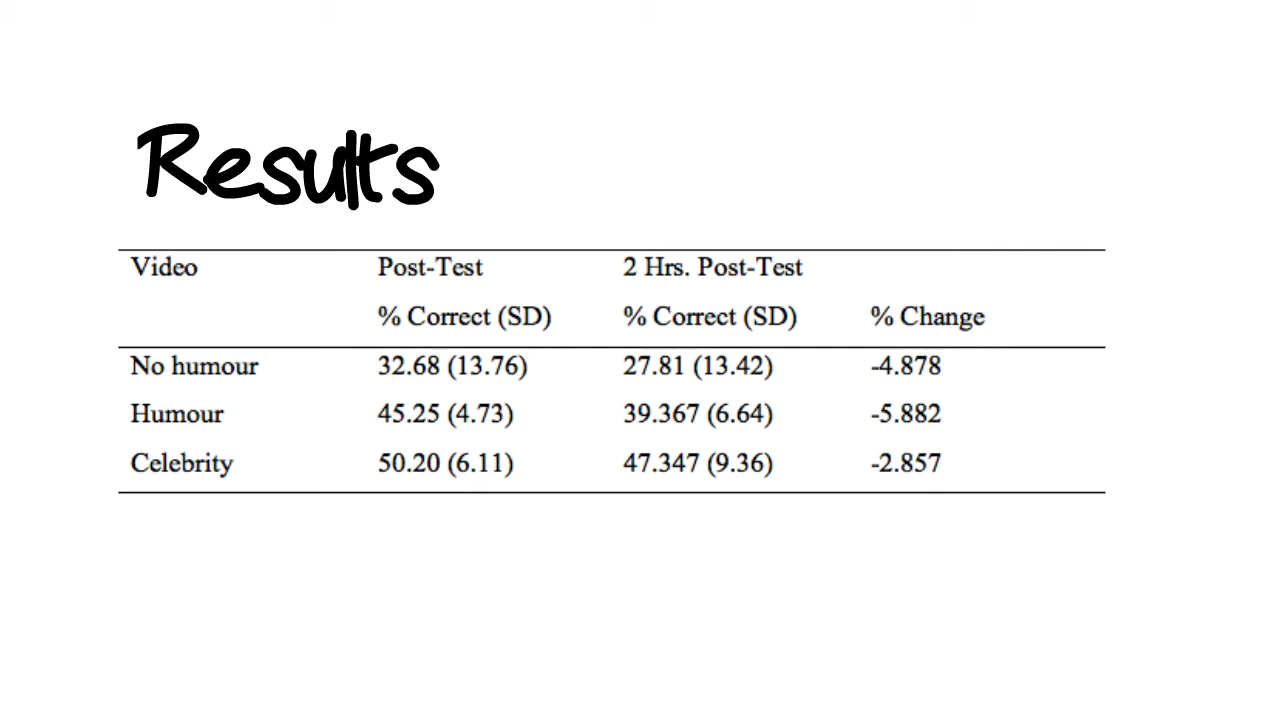 Results
Video Post-Test 2 Hrs. Post-Test
% Correct (SD) % Correct (SD) % Change
No humour 32.68 (13.76) 27.81 (13.42) -4.878
Humour 45.25 (4.73) 39.367 (6.64) -5.882
Celebrity 50.20 (6.11) 47.347 (9.36) -2.857